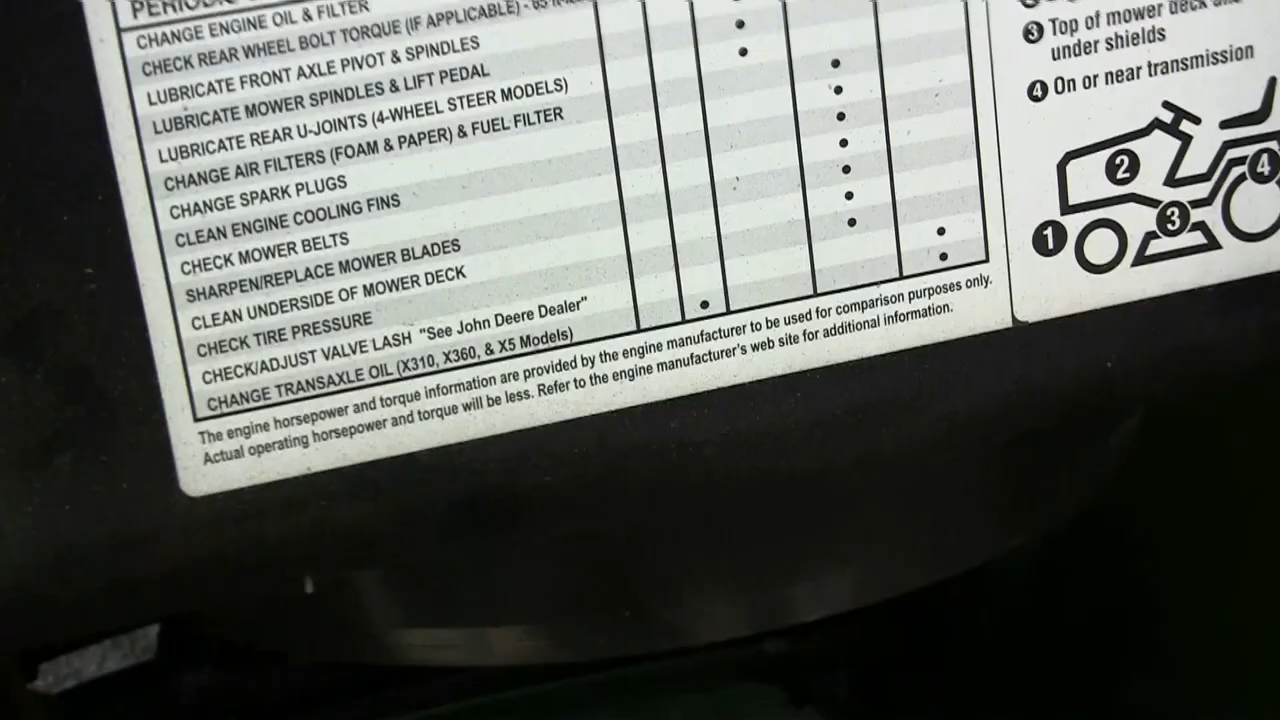 CHANGE ENGINE OIL & FILTER
CHECK REAR WHEEL BOLT TORQUE (IF APPLICABLE) -
LUBRICATE FRONT AXLE PIVOT & SPINDLES
LUBRICATE MOWER SPINDLES & LIFT PEDAL
LUBRICATE REAR U-JOINTS (4-WHEEL STEER MODELS)
CHANGE AIR FILTERS (FOAM & PAPER) & FUEL FILTER
CHANGE SPARK PLUGS
CLEAN ENGINE COOLING FINS
CHECK MOWER BELTS
SHARPEN/REPLACE MOWER BLADES
CLEAN UNDERSIDE OF MOWER DECK
CHECK TIRE PRESSURE
CHECK/ADJUST VALVE LASH "See John Deere Dealer"
CHANGE TRANSAXLE OIL (X310, X360, & X5 Models)
The engine horsepower and torque information are provided by the engine manufacturer to be used for comparison purposes only.
Actual operating horsepower and torque will be less. Refer to the engine manufacturer's web site for additional information.
3 Top of mower deck and
under shields
4 On or near transmission
2
4
3
1